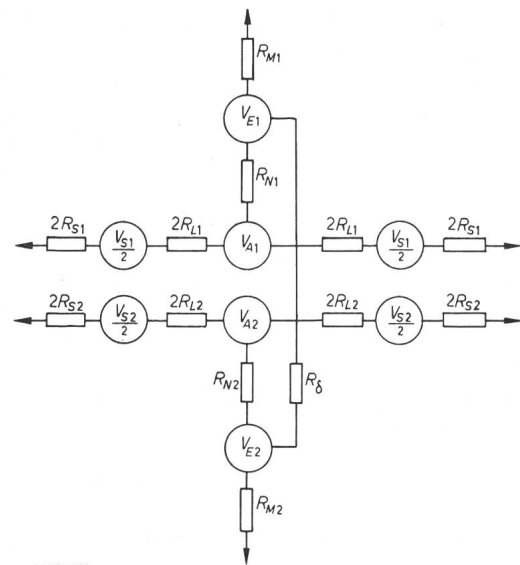 R_M1
V_E1
R_N1
2R_S1 V_S1/2 2R_L1 V_A1 2R_L1 V_S1/2 2R_S1
2R_S2 V_S2/2 2R_L2 V_A2 2R_L2 V_S2/2 2R_S2
R_N2 R_δ
V_E2
R_M2